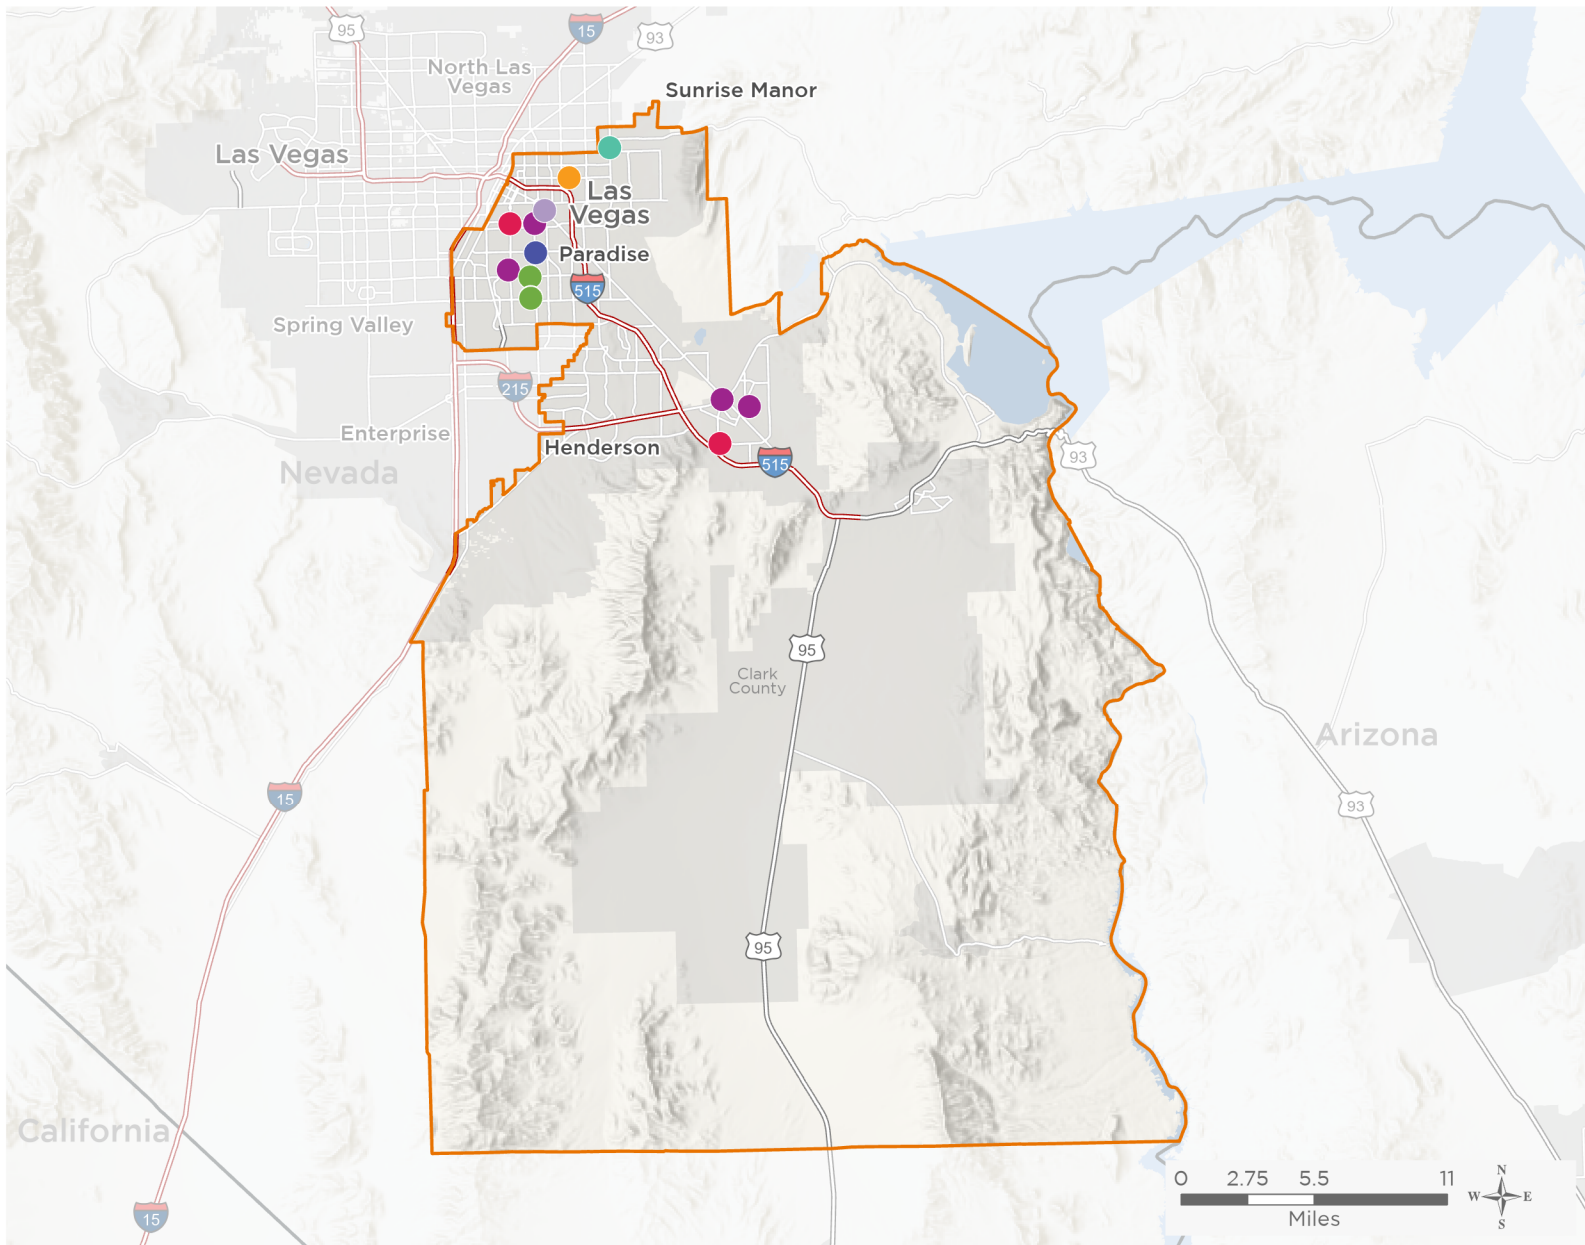 95
15
93
North Las
Vegas
Sunrise Manor
Las Vegas
Las
Vegas
Paradise
515
Spring Valley
215
Enterprise
Henderson
93
515
Nevada
95
Clark
County
Arizona
15
93
95
California
0 2.75 5.5 11
Miles
N
W E
S
15